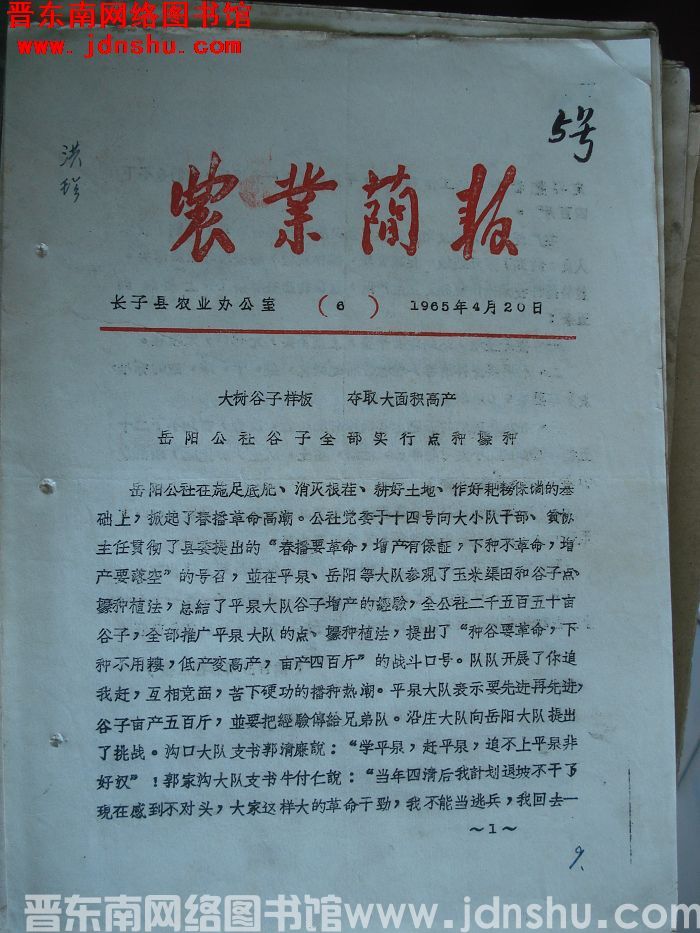 晋东南网络图书馆
www.jdnshu.com
5号
洪
農業簡報
长子县农业办公室 (6) 1965年4月20日
大树谷子样板 夺取大面积高产
岳阳公社谷子全部实行点种攥种
岳阳公社在施足底肥、消灭根茬、耕好土地、作好耙耢保墒的基
础上，掀起了春播革命高潮。公社党委于十四号向大小队干部、贫协
主任贯彻了县委提出的“春播要革命，增产有保証，下种不革命，增
产要落空”的号召，並在平泉、岳阳等大队参观了玉米渠田和谷子点
攥种植法，总結了平泉大队谷子增产的經驗，全公社二千五百五十亩
谷子，全部推广平泉大队的点、攥种植法，提出了“种谷要革命，下
种不用耧，低产变高产，亩产四百斤”的战斗口号。队队开展了你追
我赶，互相竞面，苦下硬功的播种热潮。平泉大队表示要先进再先进，
谷子亩产五百斤，並要把經驗傳給兄弟队。沿庄大队向岳阳大队提出
了挑战。沟口大队支书郭清廉説：“学平泉，赶平泉，追不上平泉非
好汉”！郭家沟大队支书牛付仁說：“当年四清后我計划退坡不干了
現在感到不对头，大家这样大的革命干勁，我不能当逃兵，我回去一
～1～
9.
晋东南网络图书馆www.jdnshu.com